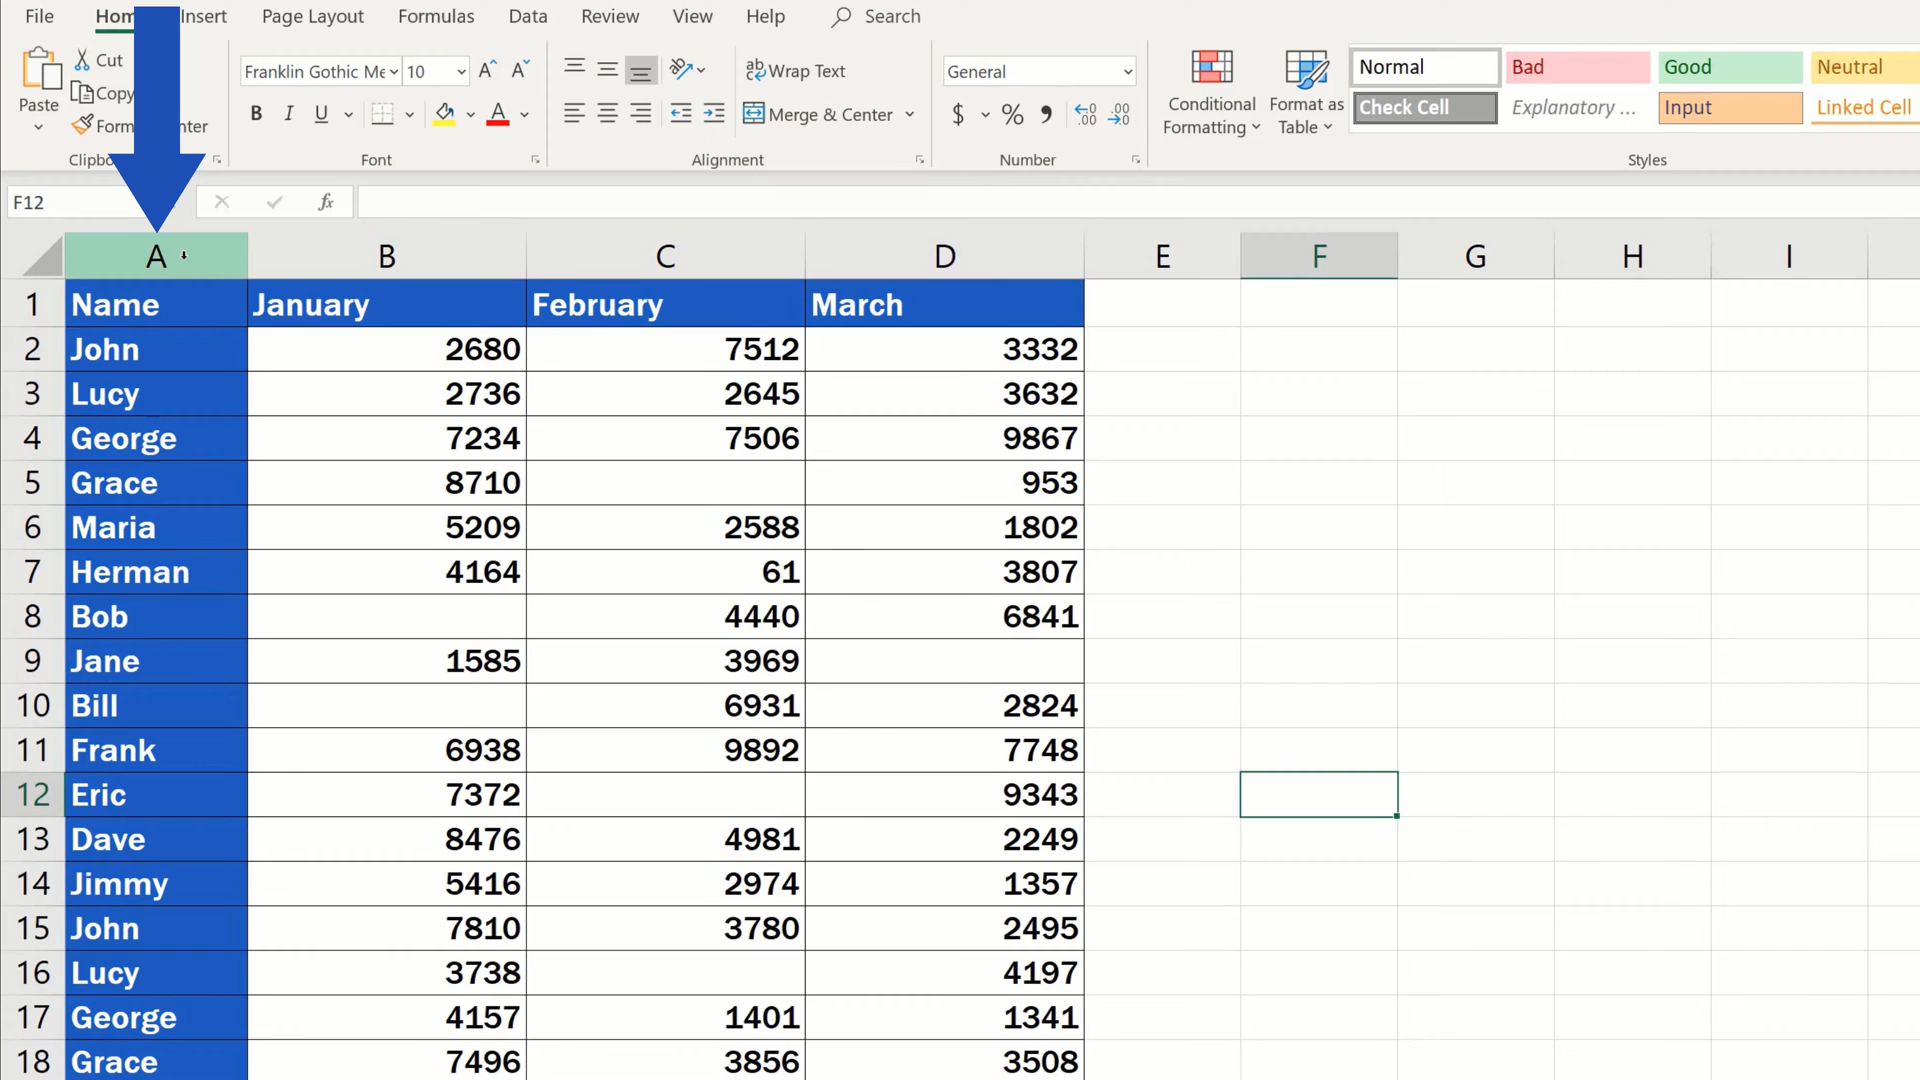 File Hom Insert Page Layout Formulas Data Review View Help Search
Paste
Cut
Copy
Form ter
Clipbo
Franklin Gothic Me 10
B I U
Font
Wrap Text
Merge & Center
Alignment
General
$ % ,
Number
Conditional Formatting
Format as Table
Normal Bad Good Neutral
Check Cell Explanatory ... Input Linked Cell
Styles
F12 fx
A B C D E F G H I
1 Name January February March
2 John 2680 7512 3332
3 Lucy 2736 2645 3632
4 George 7234 7506 9867
5 Grace 8710 953
6 Maria 5209 2588 1802
7 Herman 4164 61 3807
8 Bob 4440 6841
9 Jane 1585 3969
10 Bill 6931 2824
11 Frank 6938 9892 7748
12 Eric 7372 9343
13 Dave 8476 4981 2249
14 Jimmy 5416 2974 1357
15 John 7810 3780 2495
16 Lucy 3738 4197
17 George 4157 1401 1341
18 Grace 7496 3856 3508